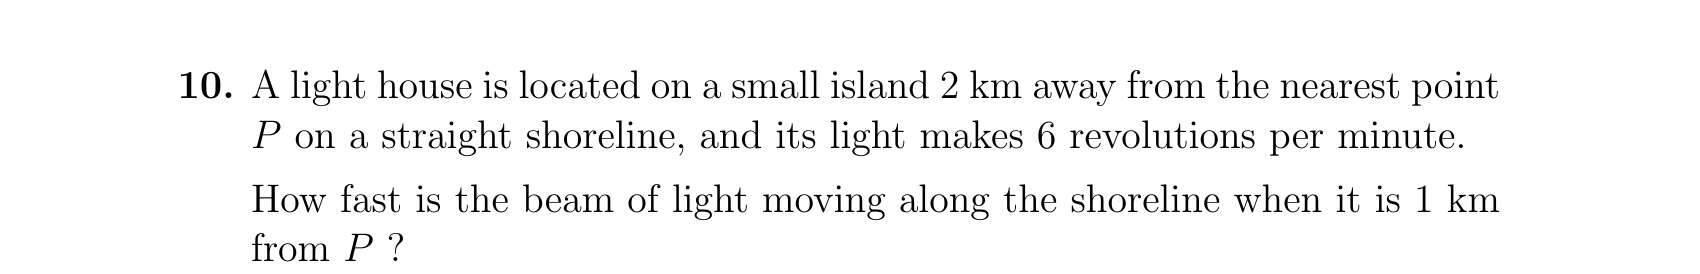 10. A light house is located on a small island 2 km away from the nearest point
P on a straight shoreline, and its light makes 6 revolutions per minute.
How fast is the beam of light moving along the shoreline when it is 1 km
from P ?